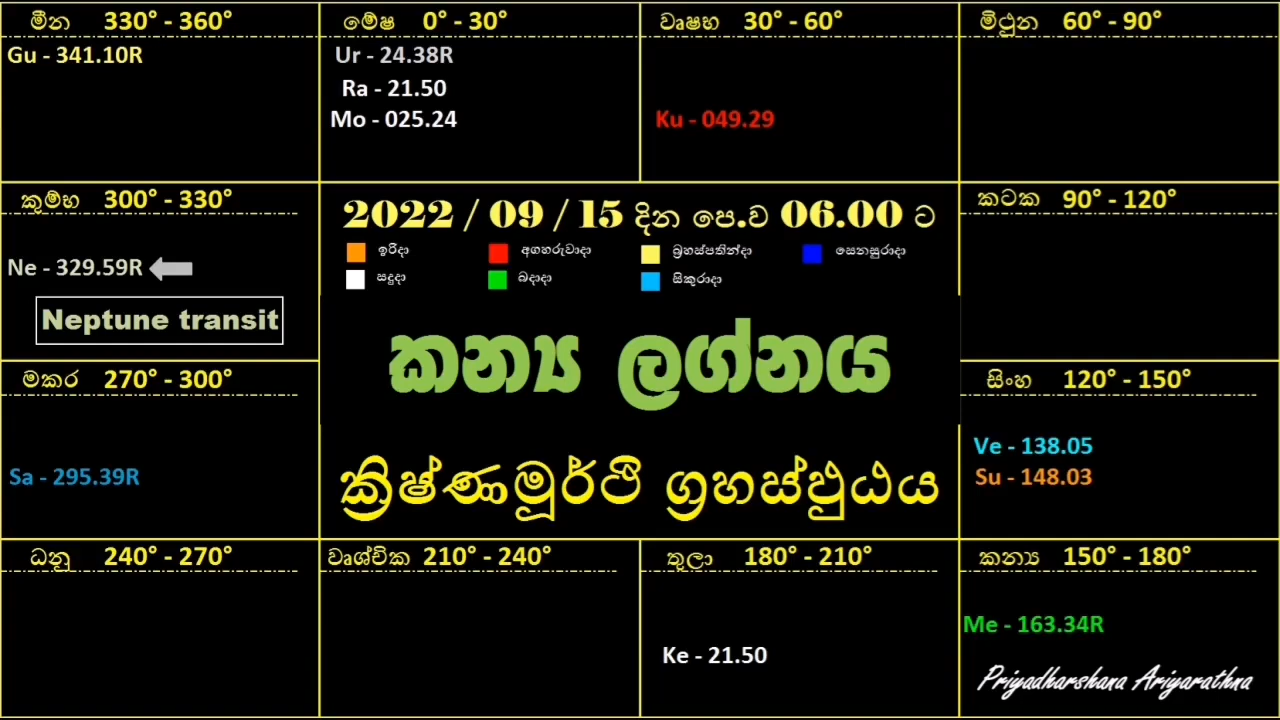 මීන 330° - 360°
Gu - 341.10R
මේෂ 0° - 30°
Ur - 24.38R
Ra - 21.50
Mo - 025.24
වෘෂභ 30° - 60°
Ku - 049.29
මිථුන 60° - 90°
කුම්භ 300° - 330°
Ne - 329.59R
Neptune transit
2022 / 09 / 15 දින පෙ.ව 06.00 ට
ඉරිදා අගහරුවාදා බ්‍රහස්පතින්දා සෙනසුරාදා
සදුදා බදාදා සිකුරාදා
කන්‍ය ලග්නය
ක්‍රිෂ්ණමූර්ථි ග්‍රහස්ඵුඨය
කටක 90° - 120°
මකර 270° - 300°
Sa - 295.39R
සිංහ 120° - 150°
Ve - 138.05
Su - 148.03
ධනු 240° - 270°
වෘශ්චික 210° - 240°
තුලා 180° - 210°
Ke - 21.50
කන්‍ය 150° - 180°
Me - 163.34R
Priyadharshana Ariyarathna